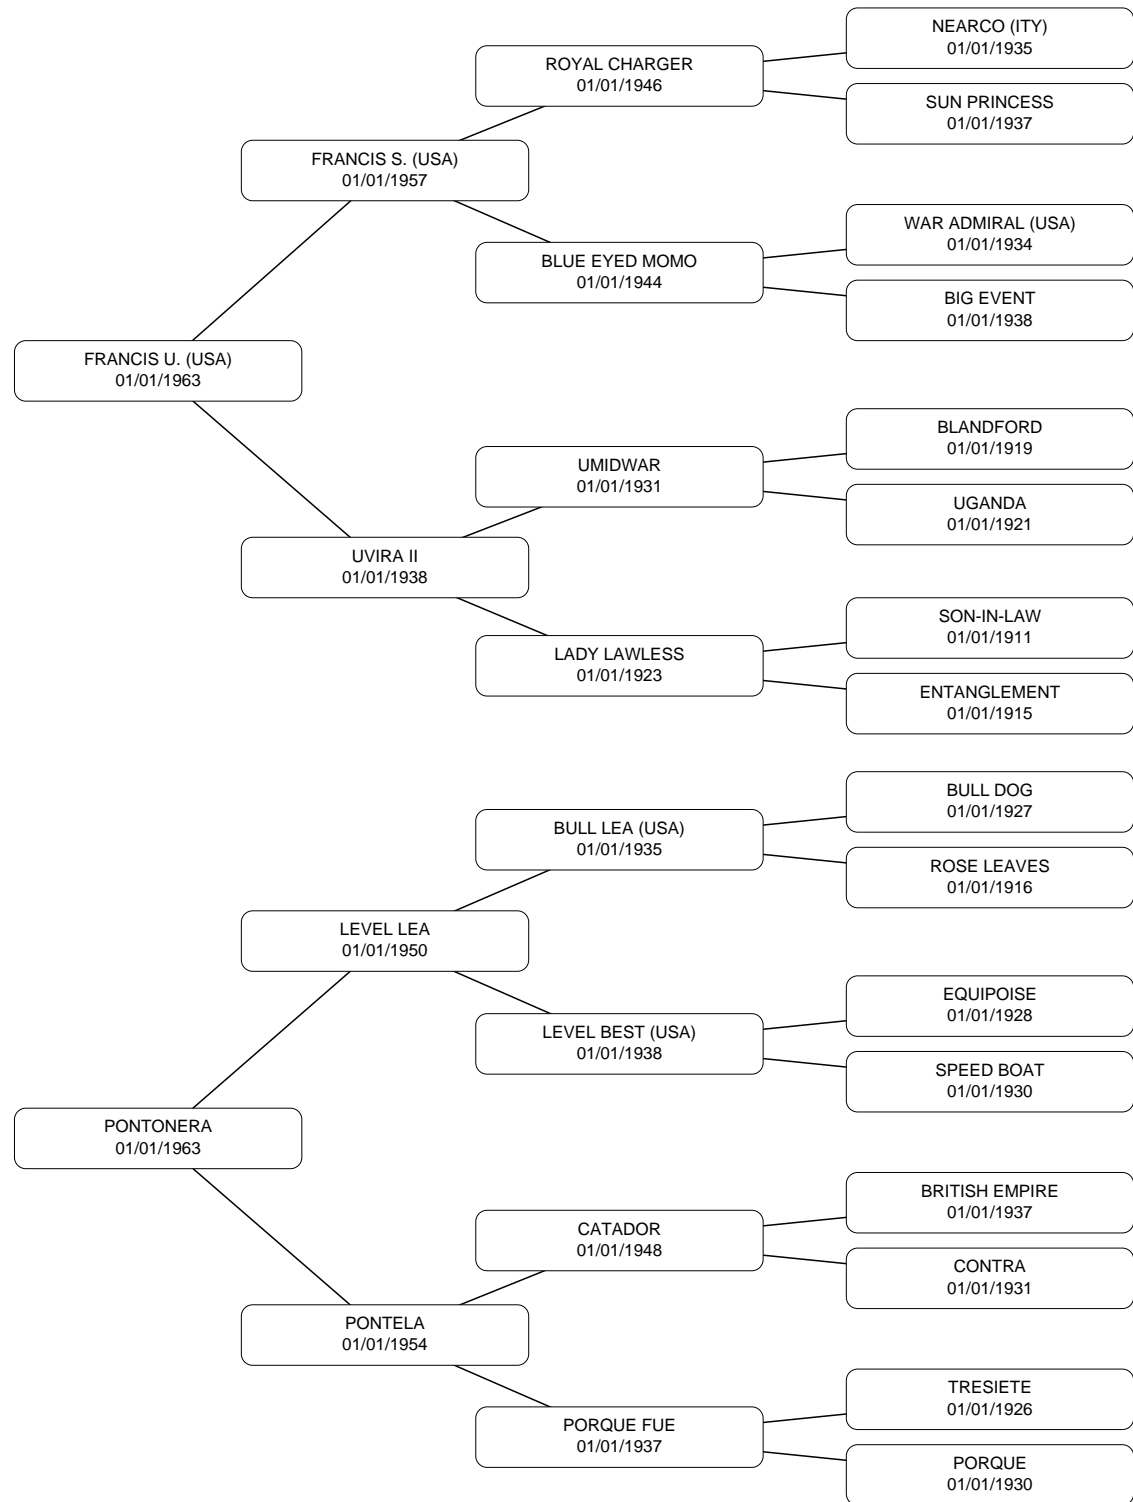 NEARCO (ITY)
01/01/1935
ROYAL CHARGER
01/01/1946
SUN PRINCESS
01/01/1937
FRANCIS S. (USA)
01/01/1957
WAR ADMIRAL (USA)
01/01/1934
BLUE EYED MOMO
01/01/1944
BIG EVENT
01/01/1938
FRANCIS U. (USA)
01/01/1963
BLANDFORD
01/01/1919
UMIDWAR
01/01/1931
UGANDA
01/01/1921
UVIRA II
01/01/1938
SON-IN-LAW
01/01/1911
LADY LAWLESS
01/01/1923
ENTANGLEMENT
01/01/1915
BULL DOG
01/01/1927
BULL LEA (USA)
01/01/1935
ROSE LEAVES
01/01/1916
LEVEL LEA
01/01/1950
EQUIPOISE
01/01/1928
LEVEL BEST (USA)
01/01/1938
SPEED BOAT
01/01/1930
PONTONERA
01/01/1963
BRITISH EMPIRE
01/01/1937
CATADOR
01/01/1948
CONTRA
01/01/1931
PONTELA
01/01/1954
TRESIETE
01/01/1926
PORQUE FUE
01/01/1937
PORQUE
01/01/1930